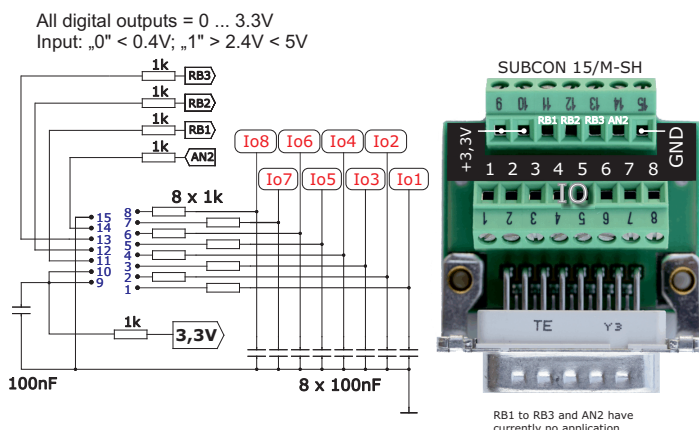 All digital outputs = 0 ... 3.3V
Input: „0" < 0.4V; „1" > 2.4V < 5V
1k
RB3
1k
RB2
1k
RB1
1k
AN2
Io8
Io6
Io4
Io2
Io7
Io5
Io3
Io1
8 x 1k
15
14
13
12
11
10
9
8
7
6
5
4
3
2
1
1k
3,3V
100nF
8 x 100nF
SUBCON 15/M-SH
9 10 11 12 13 14 15
RB1 RB2 RB3 AN2
+3,3V
GND
1 2 3 4 5 6 7 8
IO
1 2 3 4 5 6 7 8
TE Y3
RB1 to RB3 and AN2 have
currently no application